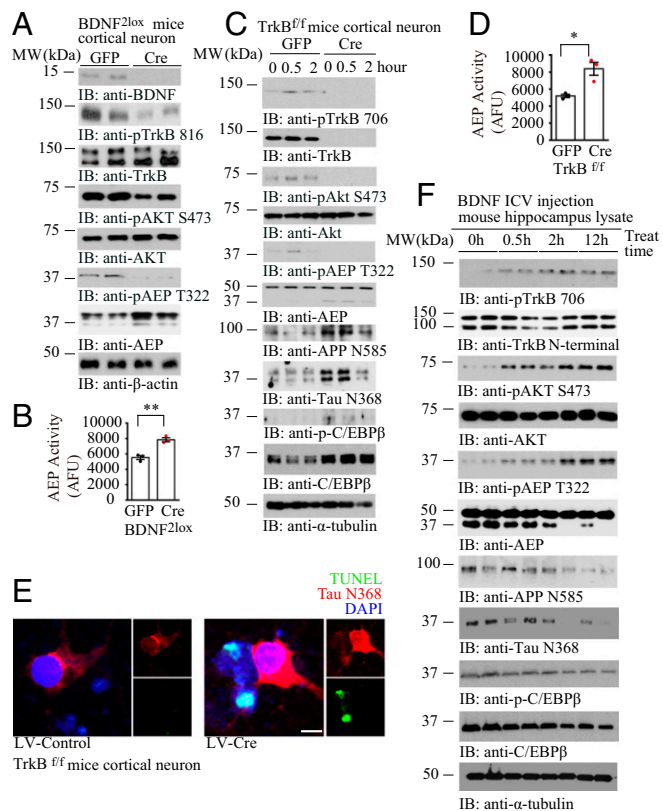 A
BDNF2lox mice
cortical neuron
MW(kDa)
GFP Cre
15
IB: anti-BDNF
150
IB: anti-pTrkB 816
150
IB: anti-TrkB
75
IB: anti-pAKT S473
75
IB: anti-AKT
37
IB: anti-pAEP T322
37
IB: anti-AEP
50
IB: anti-β-actin
B
AEP Activity
(AFU)
10000
8000
6000
4000
2000
0
**
GFP Cre
BDNF2lox
C
TrkBf/f mice
cortical neuron
MW(kDa)
GFP Cre
0 0.5 2 0 0.5 2 hour
150
IB: anti-pTrkB 706
150
IB: anti-TrkB
75
IB: anti-pAkt S473
75
IB: anti-Akt
37
IB: anti-pAEP T322
50
37
IB: anti-AEP
100
IB: anti-APP N585
37
IB: anti-Tau N368
IB: anti-p-C/EBPβ
37
IB: anti-C/EBPβ
50
IB: anti-α-tubulin
D
AEP Activity
(AFU)
10000
8000
6000
4000
2000
0
*
GFP Cre
TrkB f/f
E
TUNEL
Tau N368
DAPI
LV-Control
LV-Cre
TrkB f/f mice cortical neuron
F
BDNF ICV injection
mouse hippocampus lysate
MW(kDa)
0h 0.5h 2h 12h
Treat
time
150
IB: anti-pTrkB 706
150
100
IB: anti-TrkB N-terminal
75
IB: anti-pAKT S473
75
IB: anti-AKT
37
IB: anti-pAEP T322
50
37
IB: anti-AEP
100
IB: anti-APP N585
37
IB: anti-Tau N368
37
IB: anti-p-C/EBPβ
37
IB: anti-C/EBPβ
50
IB: anti-α-tubulin